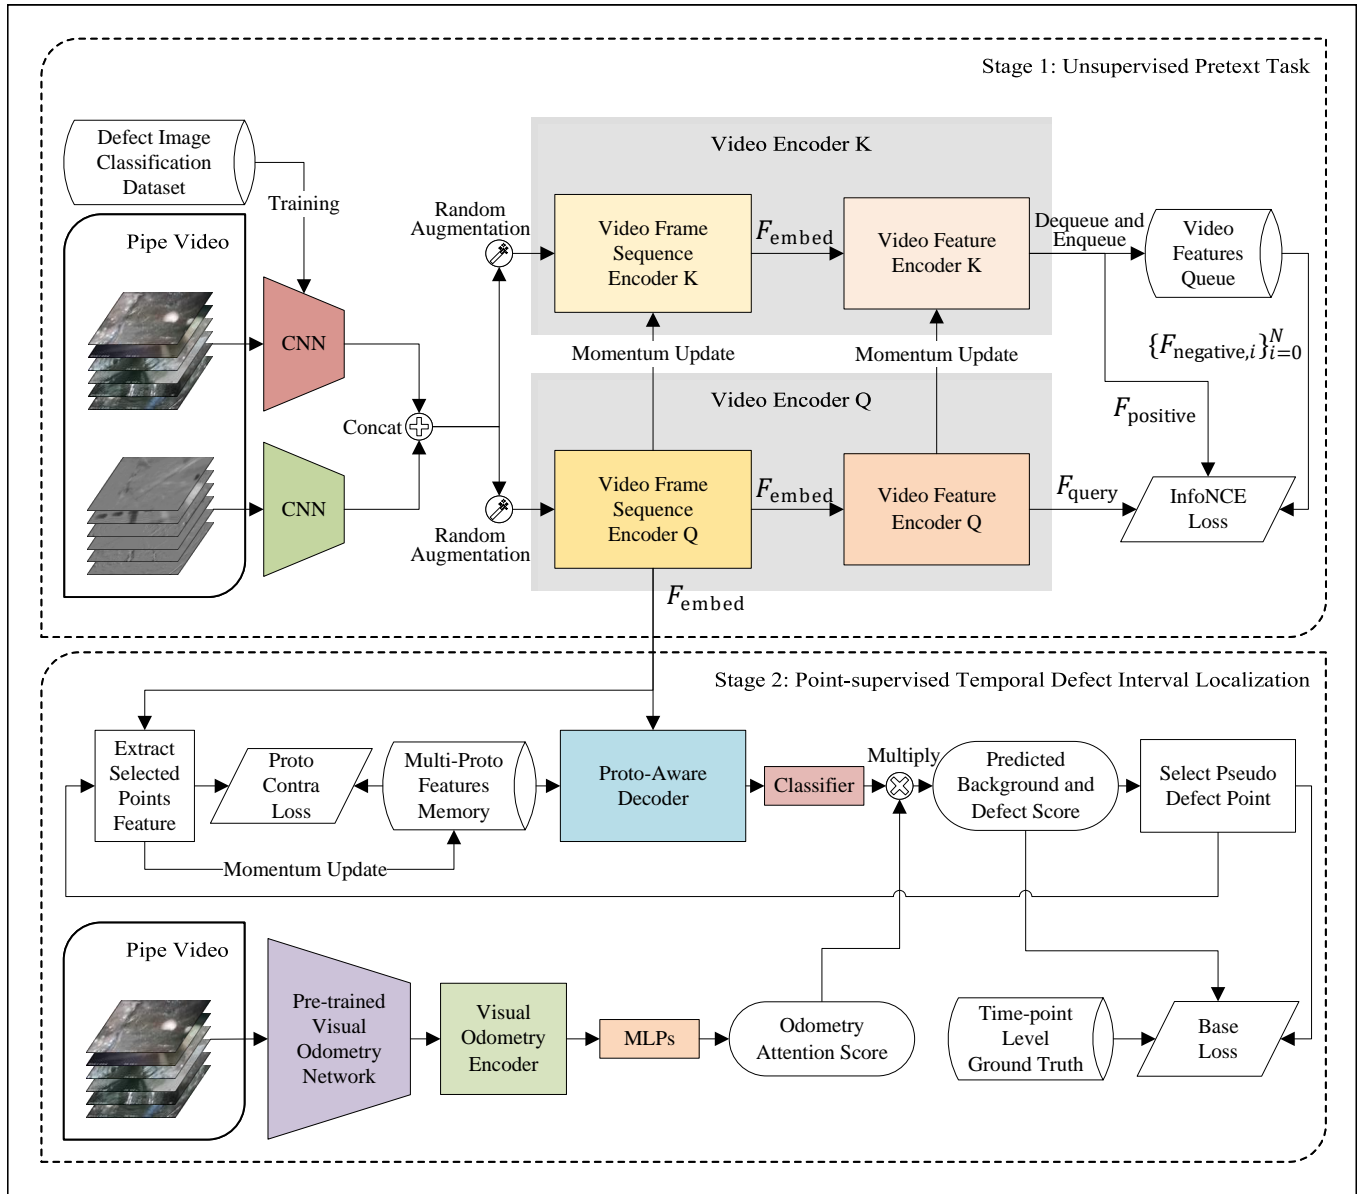 Stage 1: Unsupervised Pretext Task
Defect Image
Classification
Dataset
Training
Pipe Video
CNN
CNN
Concat
Random
Augmentation
Random
Augmentation
Video Encoder K
Video Frame
Sequence
Encoder K
F_embed
Video Feature
Encoder K
Dequeue and
Enqueue
Video
Features
Queue
Momentum Update
Momentum Update
{F_negative,i}_{i=0}^{N}
F_positive
Video Encoder Q
Video Frame
Sequence
Encoder Q
F_embed
Video Feature
Encoder Q
F_query
InfoNCE
Loss
F_embed
Stage 2: Point-supervised Temporal Defect Interval Localization
Extract
Selected
Points
Feature
Proto
Contra
Loss
Multi-Proto
Features
Memory
Momentum Update
Proto-Aware
Decoder
Classifier
Multiply
Predicted
Background and
Defect Score
Select Pseudo
Defect Point
Pipe Video
Pre-trained
Visual
Odometry
Network
Visual
Odometry
Encoder
MLPs
Odometry
Attention Score
Time-point
Level
Ground Truth
Base
Loss